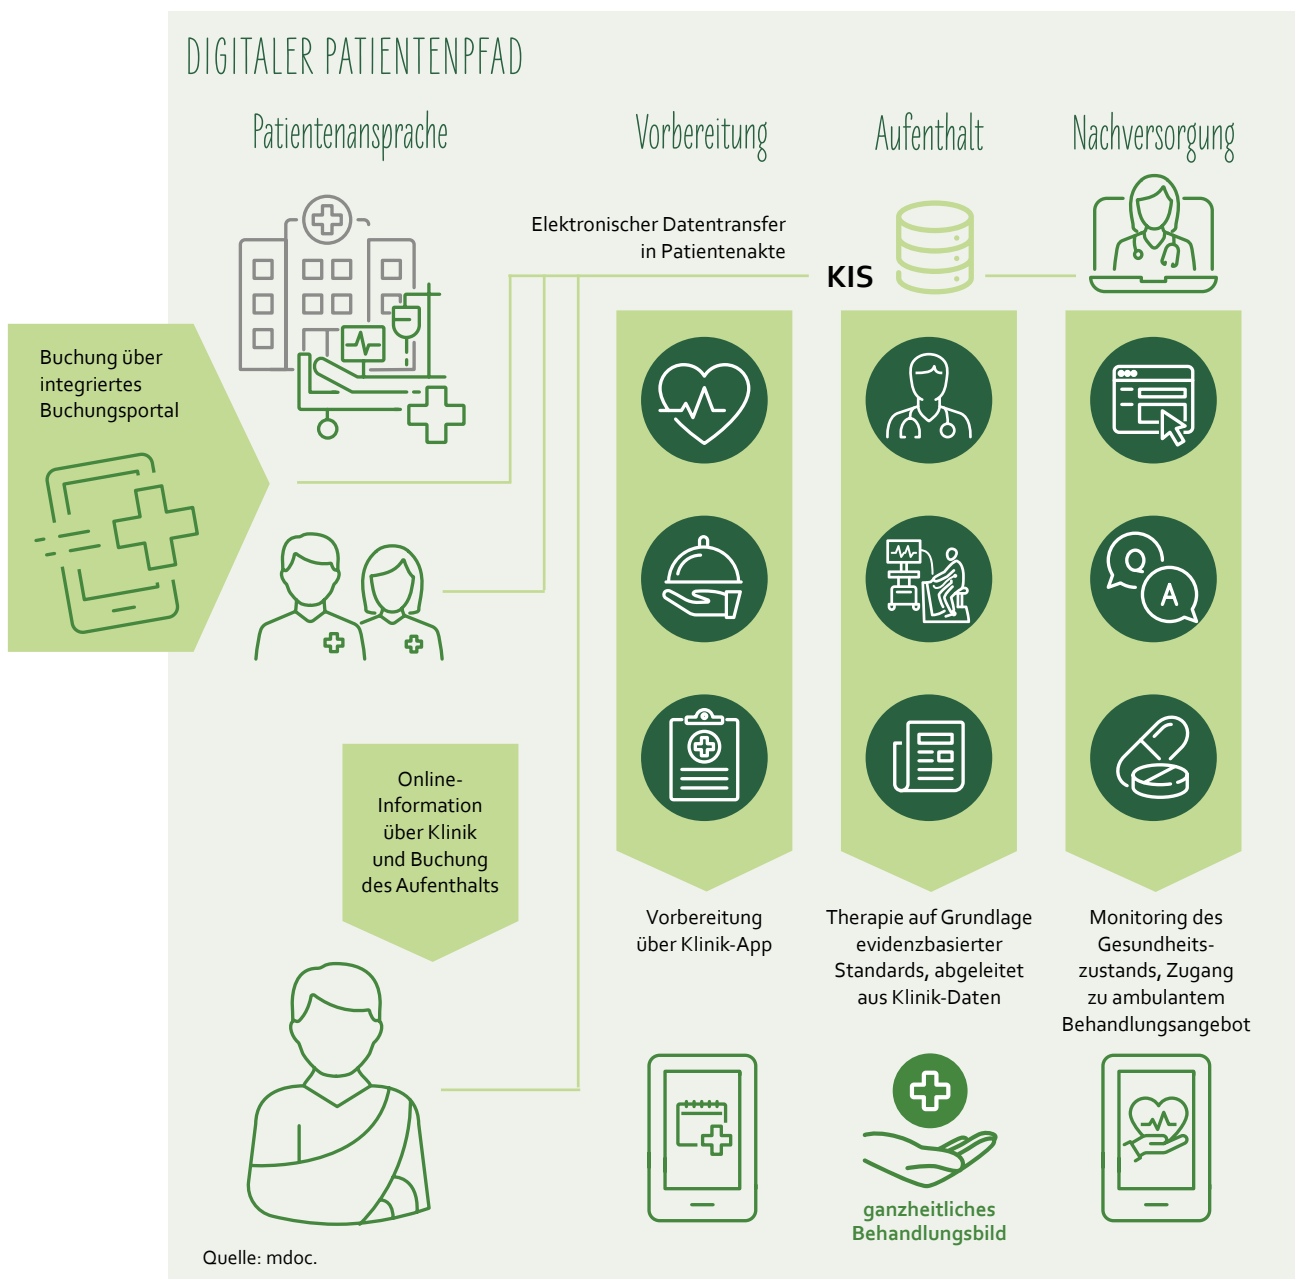 DIGITALER PATIENTENPFAD
Patientenansprache
Vorbereitung
Aufenthalt
Nachversorgung
Elektronischer Datentransfer
in Patientenakte
KIS
Buchung über
integriertes
Buchungsportal
Q
A
Online-
Information
über Klinik
und Buchung
des Aufenthalts
Vorbereitung
über Klinik-App
Therapie auf Grundlage
evidenzbasierter
Standards, abgeleitet
aus Klinik-Daten
Monitoring des
Gesundheits-
zustands, Zugang
zu ambulantem
Behandlungsangebot
ganzheitliches
Behandlungsbild
Quelle: mdoc.